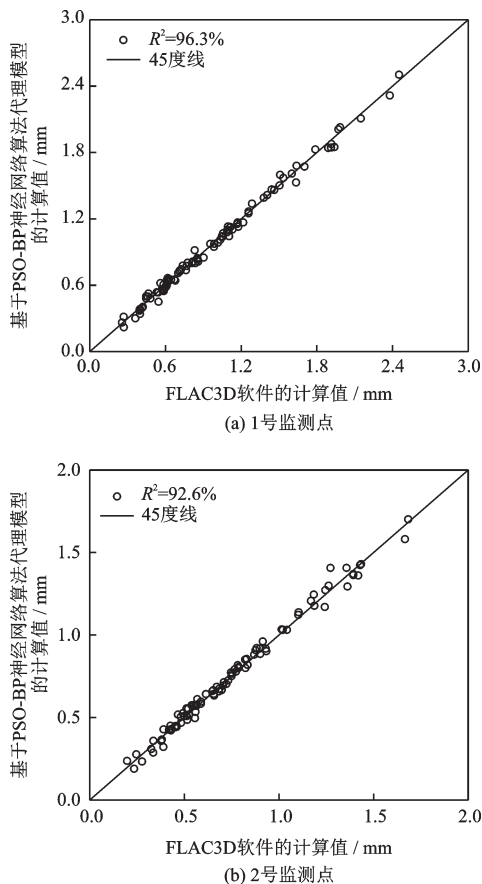 3.0
R²=96.3%
45度线
2.4
1.8
1.2
0.6
0.0
基于PSO-BP神经网络算法代理模型
的计算值 / mm
0.0 0.6 1.2 1.8 2.4 3.0
FLAC3D软件的计算值 / mm
(a) 1号监测点
2.0
R²=92.6%
45度线
1.5
1.0
0.5
0.0
基于PSO-BP神经网络算法代理模型
的计算值 / mm
0.0 0.5 1.0 1.5 2.0
FLAC3D软件的计算值 / mm
(b) 2号监测点